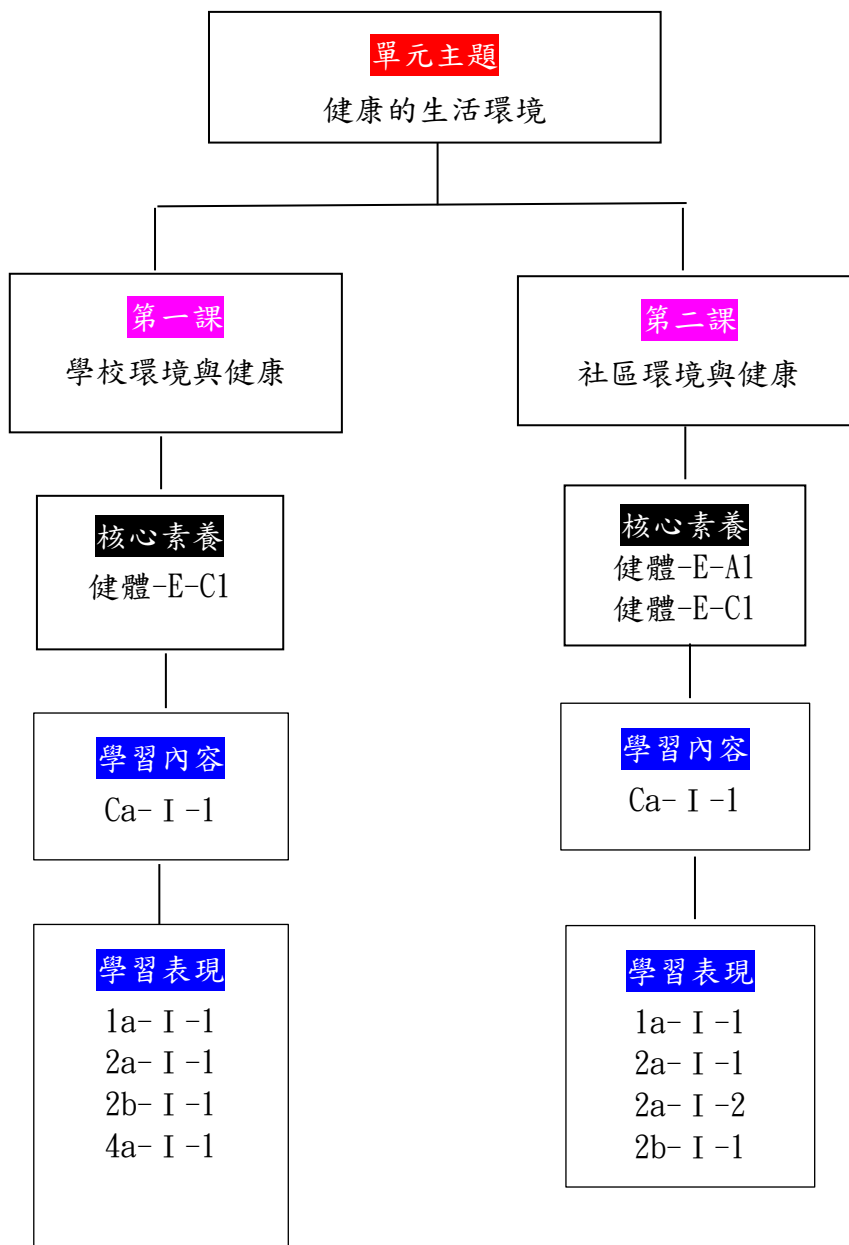 單元主題
健康的生活環境
第一課
學校環境與健康
核心素養
健體-E-C1
學習內容
Ca-Ⅰ-1
學習表現
1a-Ⅰ-1
2a-Ⅰ-1
2b-Ⅰ-1
4a-Ⅰ-1
第二課
社區環境與健康
核心素養
健體-E-A1
健體-E-C1
學習內容
Ca-Ⅰ-1
學習表現
1a-Ⅰ-1
2a-Ⅰ-1
2a-Ⅰ-2
2b-Ⅰ-1